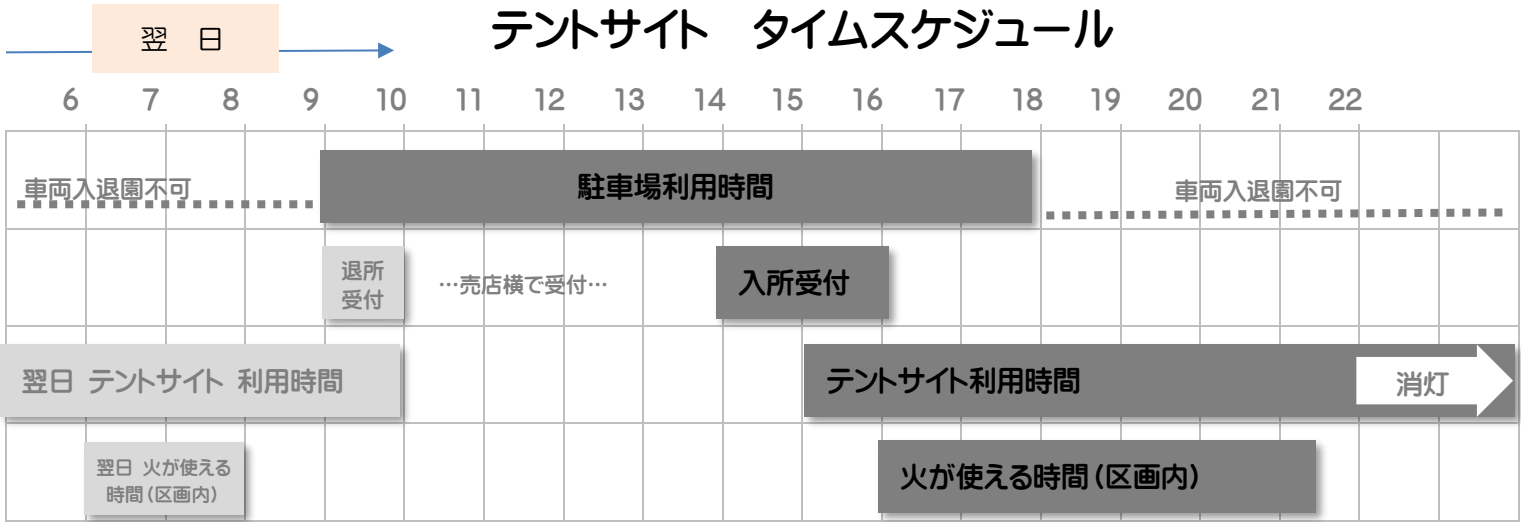 翌 日
テントサイト タイムスケジュール
6 7 8 9 10 11 12 13 14 15 16 17 18 19 20 21 22
車両入退園不可
駐車場利用時間
車両入退園不可
退所
受付
…売店横で受付…
入所受付
翌日 テントサイト 利用時間
テントサイト利用時間
消灯
翌日 火が使える
時間(区画内)
火が使える時間(区画内)